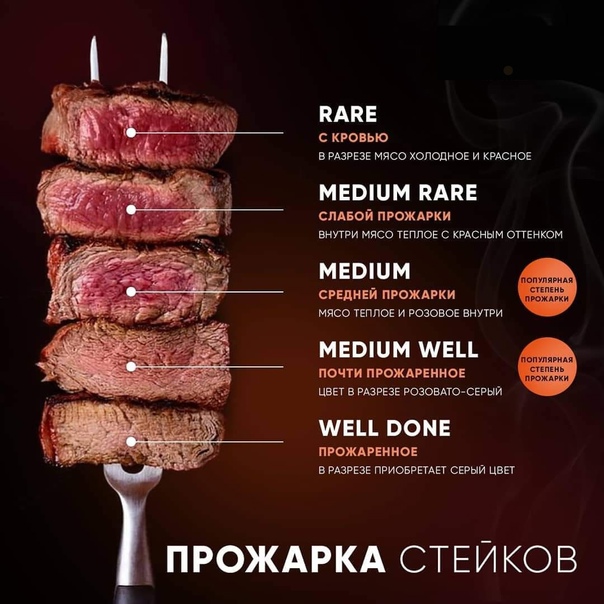 RARE
С КРОВЬЮ
В РАЗРЕЗЕ МЯСО ХОЛОДНОЕ И КРАСНОЕ
MEDIUM RARE
СЛАБОЙ ПРОЖАРКИ
ВНУТРИ МЯСО ТЕПЛОЕ С КРАСНЫМ ОТТЕНКОМ
MEDIUM
СРЕДНЕЙ ПРОЖАРКИ
МЯСО ТЕПЛОЕ И РОЗОВОЕ ВНУТРИ
ПОПУЛЯРНАЯ
СТЕПЕНЬ
ПРОЖАРКИ
MEDIUM WELL
ПОЧТИ ПРОЖАРЕННОЕ
ЦВЕТ В РАЗРЕЗЕ РОЗОВАТО-СЕРЫЙ
ПОПУЛЯРНАЯ
СТЕПЕНЬ
ПРОЖАРКИ
WELL DONE
ПРОЖАРЕННОЕ
В РАЗРЕЗЕ ПРИОБРЕТАЕТ СЕРЫЙ ЦВЕТ
ПРОЖАРКА СТЕЙКОВ